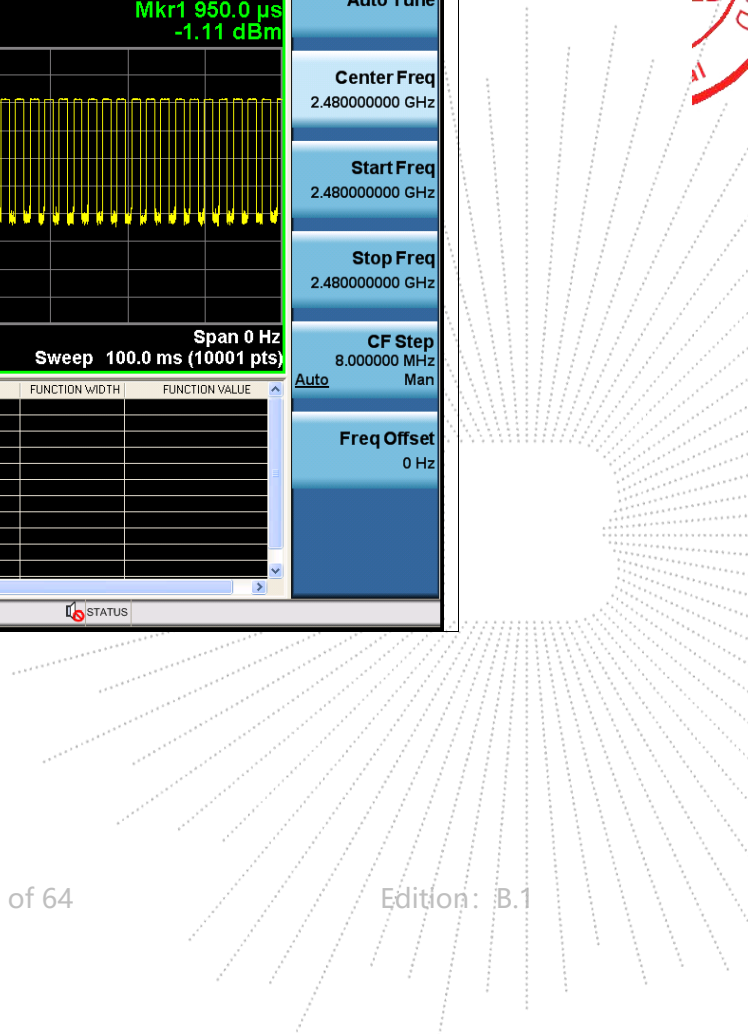 Mkr1 950.0 µs
-1.11 dBm
Auto Tune
Center Freq
2.480000000 GHz
Start Freq
2.480000000 GHz
Stop Freq
2.480000000 GHz
Span 0 Hz
Sweep 100.0 ms (10001 pts)
CF Step
8.000000 MHz
Auto Man
FUNCTION WIDTH FUNCTION VALUE
Freq Offset
0 Hz
STATUS
of 64 Edition：B.1